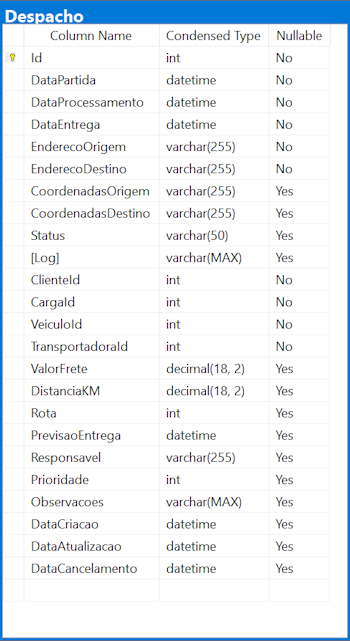 Despacho
Column Name Condensed Type Nullable
Id int No
DataPartida datetime No
DataProcessamento datetime No
DataEntrega datetime No
EnderecoOrigem varchar(255) No
EnderecoDestino varchar(255) No
CoordenadasOrigem varchar(255) Yes
CoordenadasDestino varchar(255) Yes
Status varchar(50) Yes
[Log] varchar(MAX) Yes
ClienteId int No
CargaId int No
VeiculoId int No
TransportadoraId int No
ValorFrete decimal(18, 2) Yes
DistanciaKM decimal(18, 2) Yes
Rota int Yes
PrevisaoEntrega datetime Yes
Responsavel varchar(255) Yes
Prioridade int Yes
Observacoes varchar(MAX) Yes
DataCriacao datetime Yes
DataAtualizacao datetime Yes
DataCancelamento datetime Yes